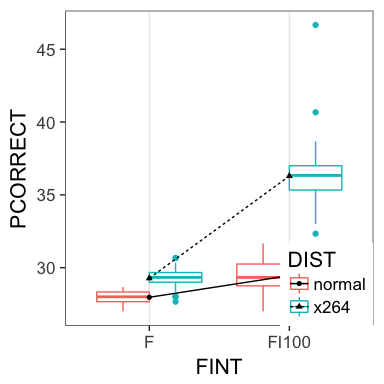 PCORRECT
45
40
35
30
DIST
normal
x264
F
FI100
FINT